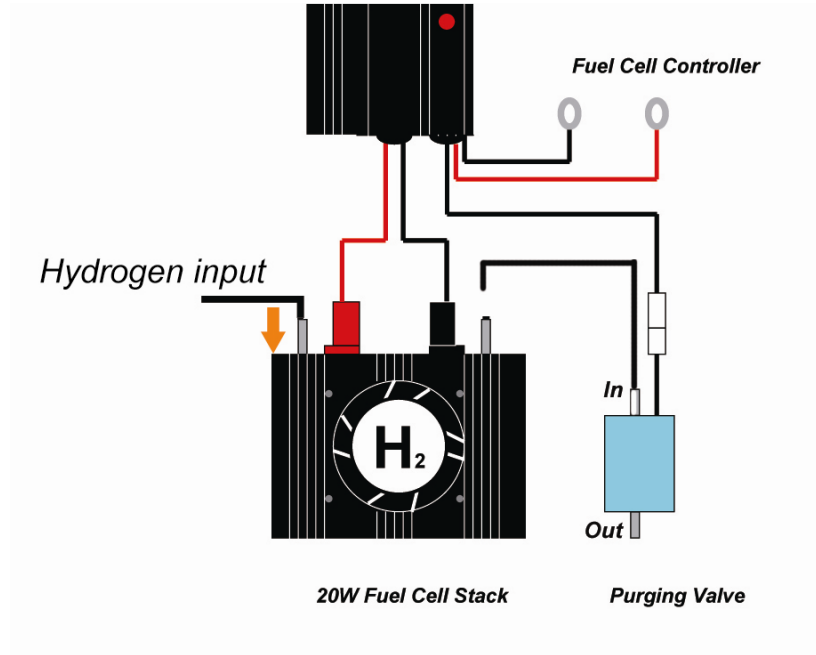 Fuel Cell Controller
Hydrogen input
In
H2
Out
20W Fuel Cell Stack
Purging Valve